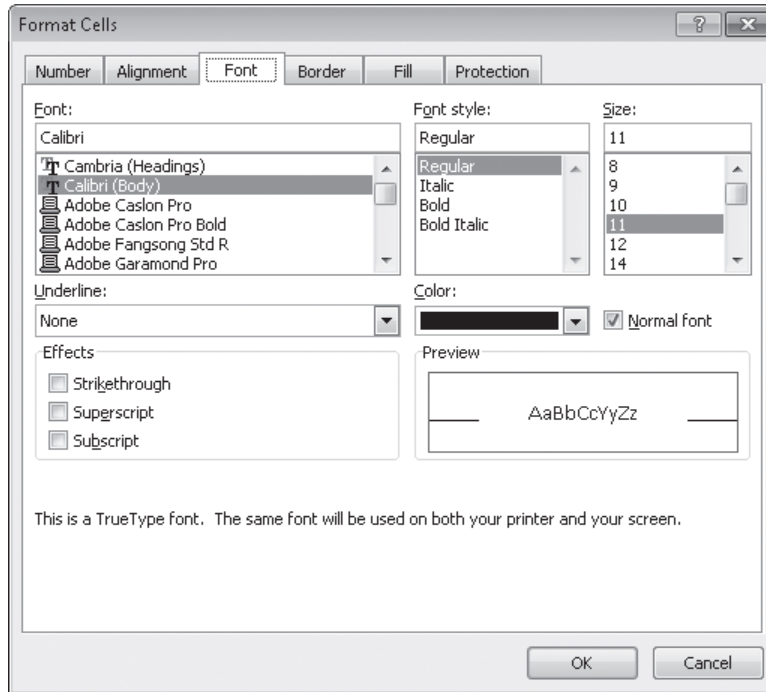 Format Cells
?
Number Alignment Font Border Fill Protection
Font:
Calibri
Cambria (Headings)
Calibri (Body)
Adobe Caslon Pro
Adobe Caslon Pro Bold
Adobe Fangsong Std R
Adobe Garamond Pro
Font style:
Regular
Regular
Italic
Bold
Bold Italic
Size:
11
8
9
10
11
12
14
Underline:
None
Color:
Normal font
Effects
Strikethrough
Superscript
Subscript
Preview
AaBbCcYyZz
This is a TrueType font. The same font will be used on both your printer and your screen.
OK Cancel